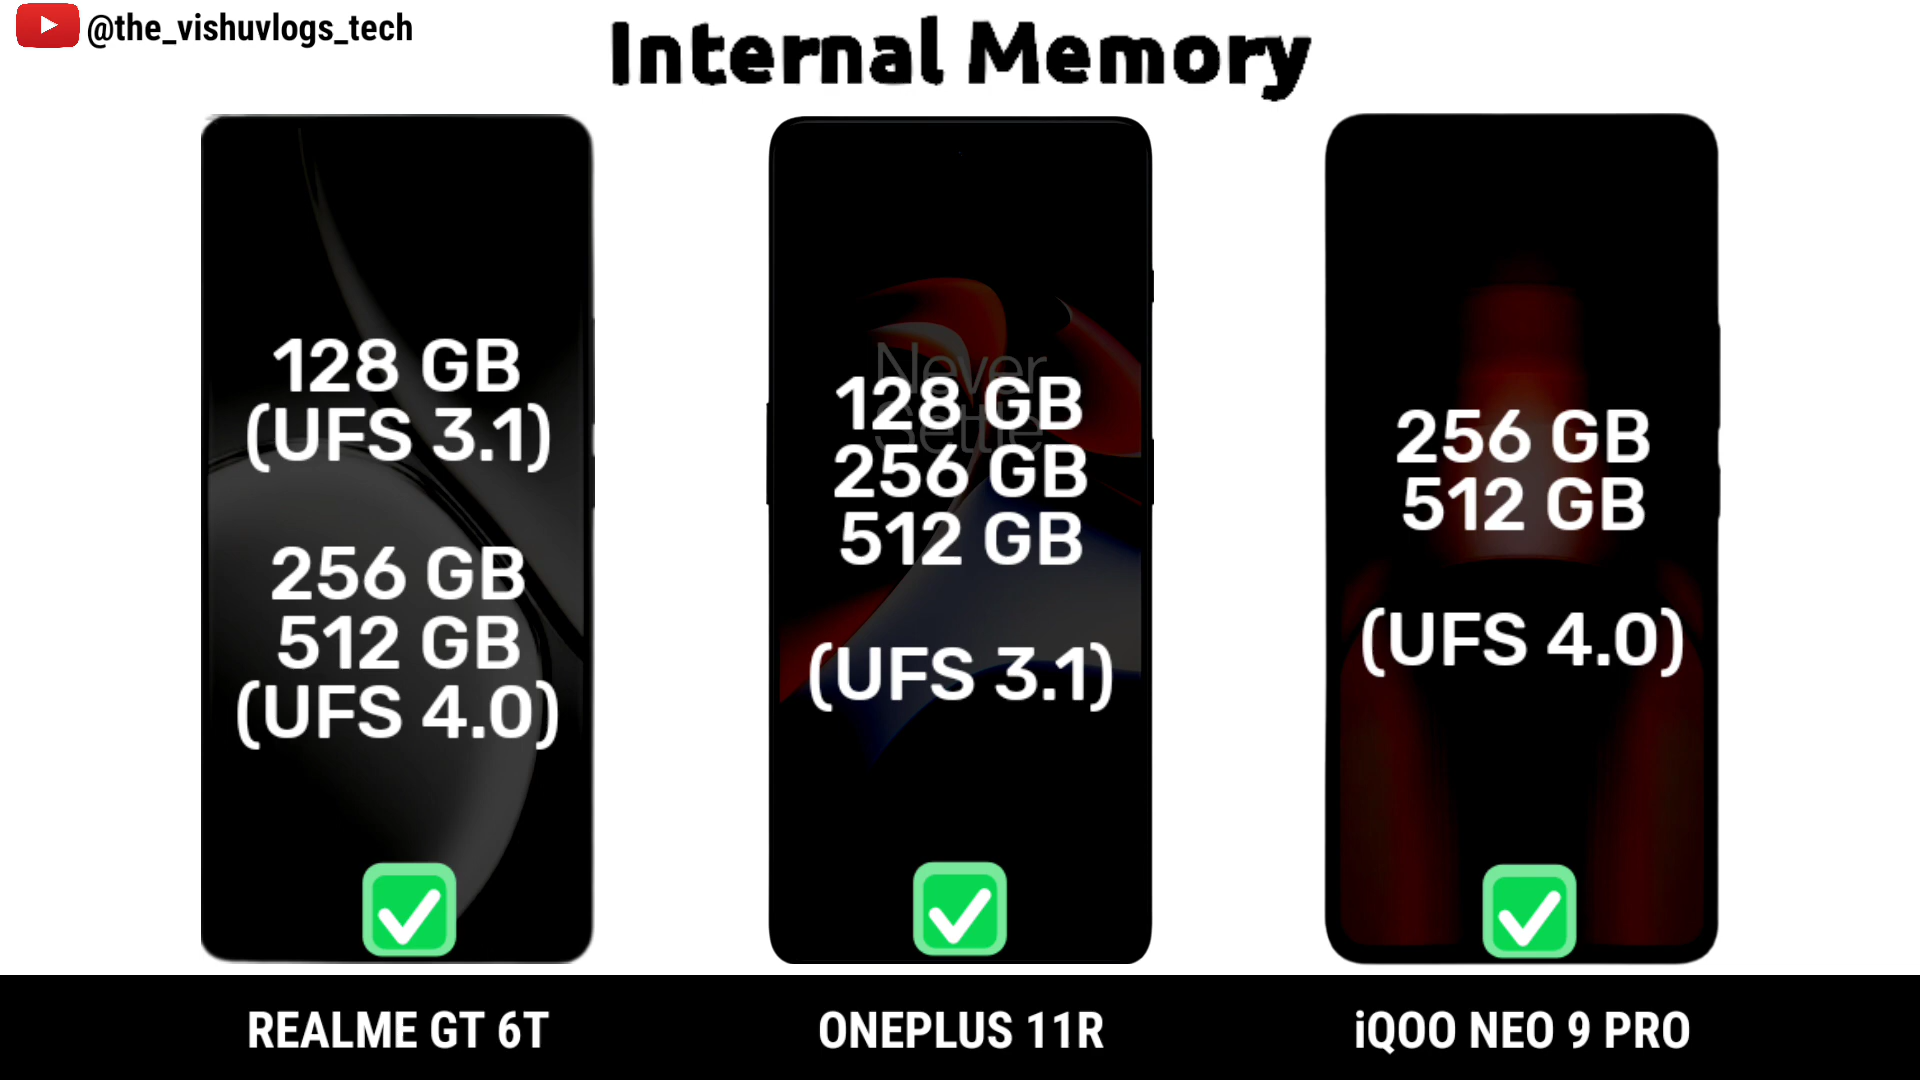 @the_vishuvlogs_tech
Internal Memory
128 GB
(UFS 3.1)
256 GB
512 GB
(UFS 4.0)
REALME GT 6T
Never
Settle
128 GB
256 GB
512 GB
(UFS 3.1)
ONEPLUS 11R
256 GB
512 GB
(UFS 4.0)
iQOO NEO 9 PRO